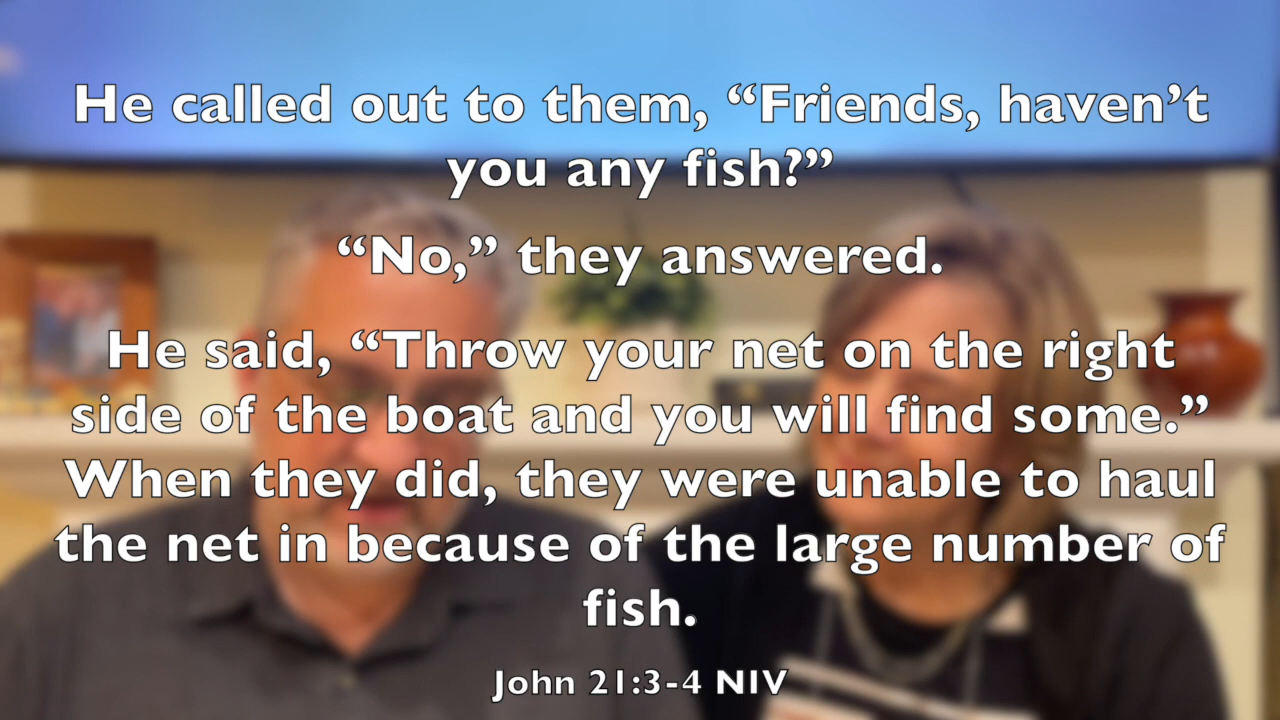 He called out to them, “Friends, haven’t
you any fish?”
“No,” they answered.
He said, “Throw your net on the right
side of the boat and you will find some.”
When they did, they were unable to haul
the net in because of the large number of
fish.
John 21:3-4 NIV